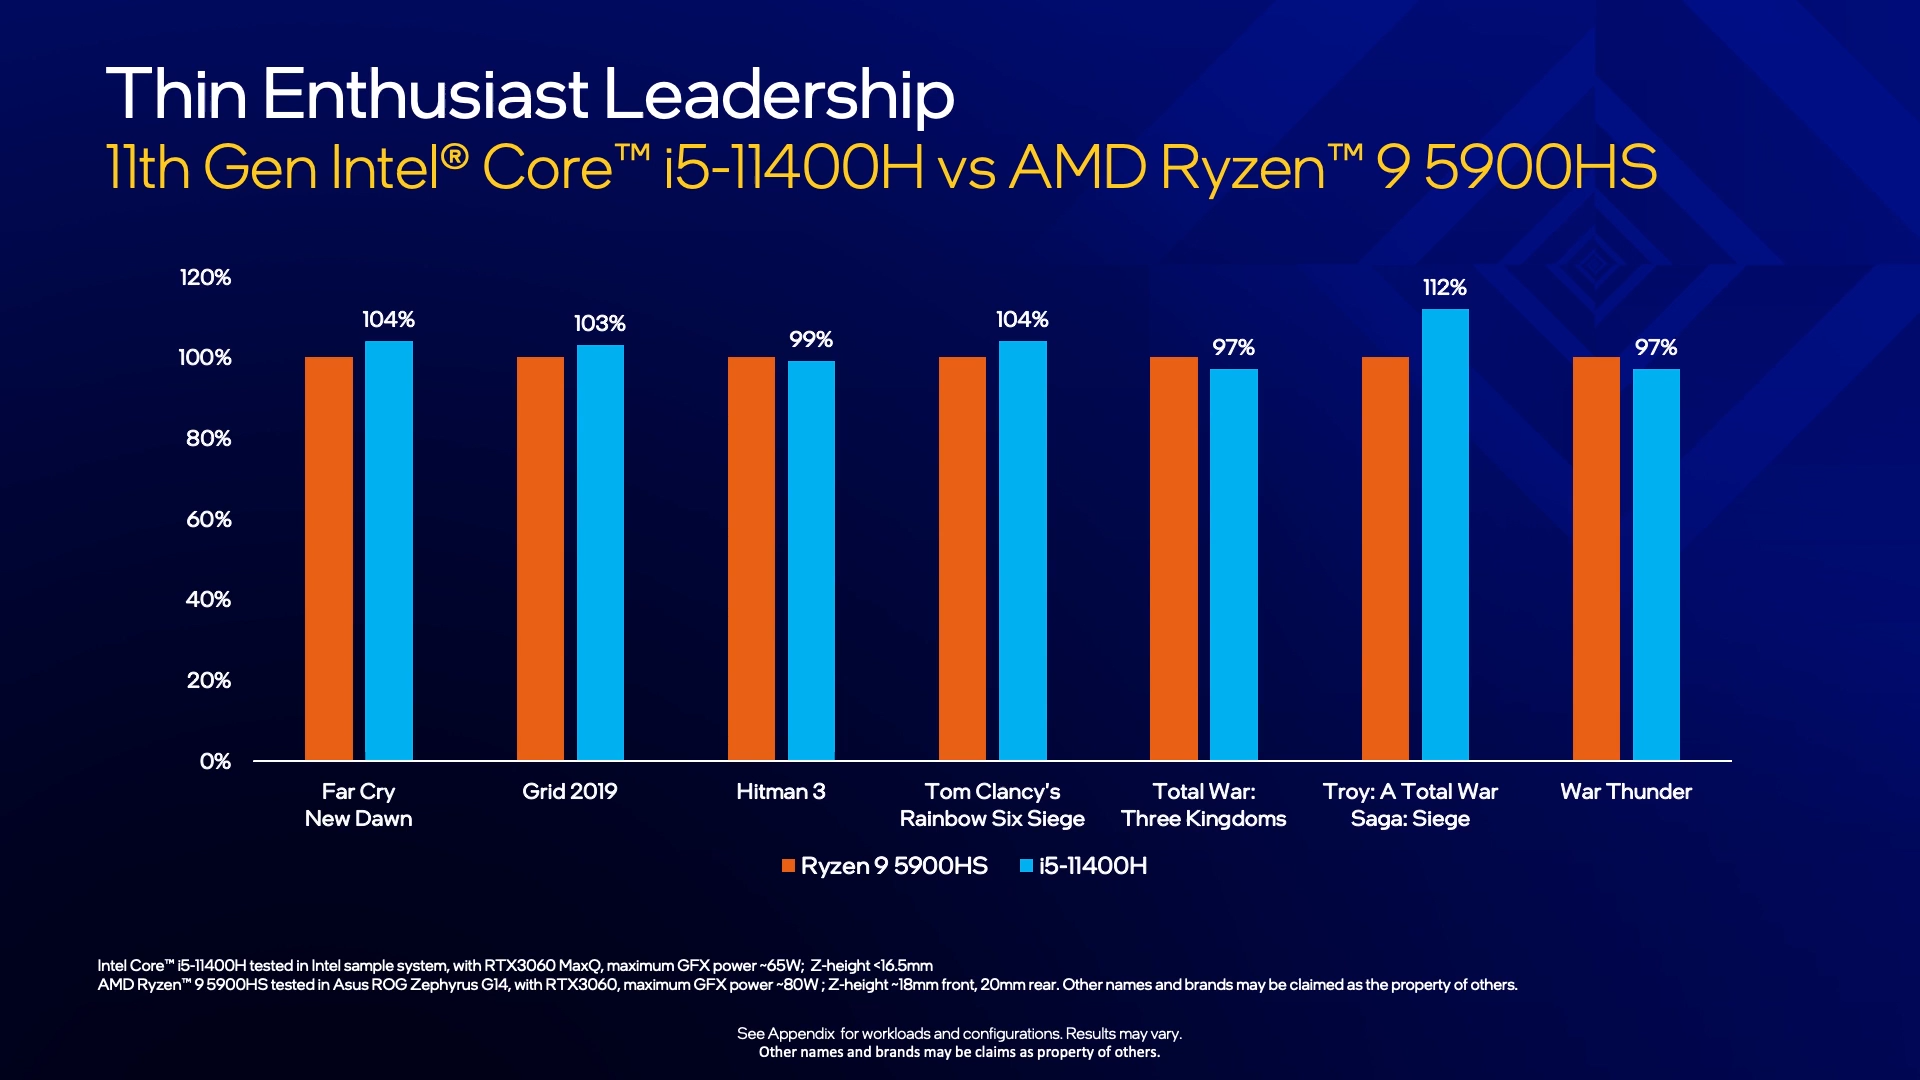 Thin Enthusiast Leadership
11th Gen Intel® Core™ i5-11400H vs AMD Ryzen™ 9 5900HS
120%
100%
80%
60%
40%
20%
0%
104%
103%
99%
104%
97%
112%
97%
Far Cry
New Dawn
Grid 2019
Hitman 3
Tom Clancy's
Rainbow Six Siege
Total War:
Three Kingdoms
Troy: A Total War
Saga: Siege
War Thunder
Ryzen 9 5900HS
i5-11400H
Intel Core™ i5-11400H tested in Intel sample system, with RTX3060 MaxQ, maximum GFX power ~65W; Z-height <16.5mm
AMD Ryzen™ 9 5900HS tested in Asus ROG Zephyrus G14, with RTX3060, maximum GFX power ~80W ; Z-height ~18mm front, 20mm rear. Other names and brands may be claimed as the property of others.
See Appendix for workloads and configurations. Results may vary.
Other names and brands may be claims as property of others.